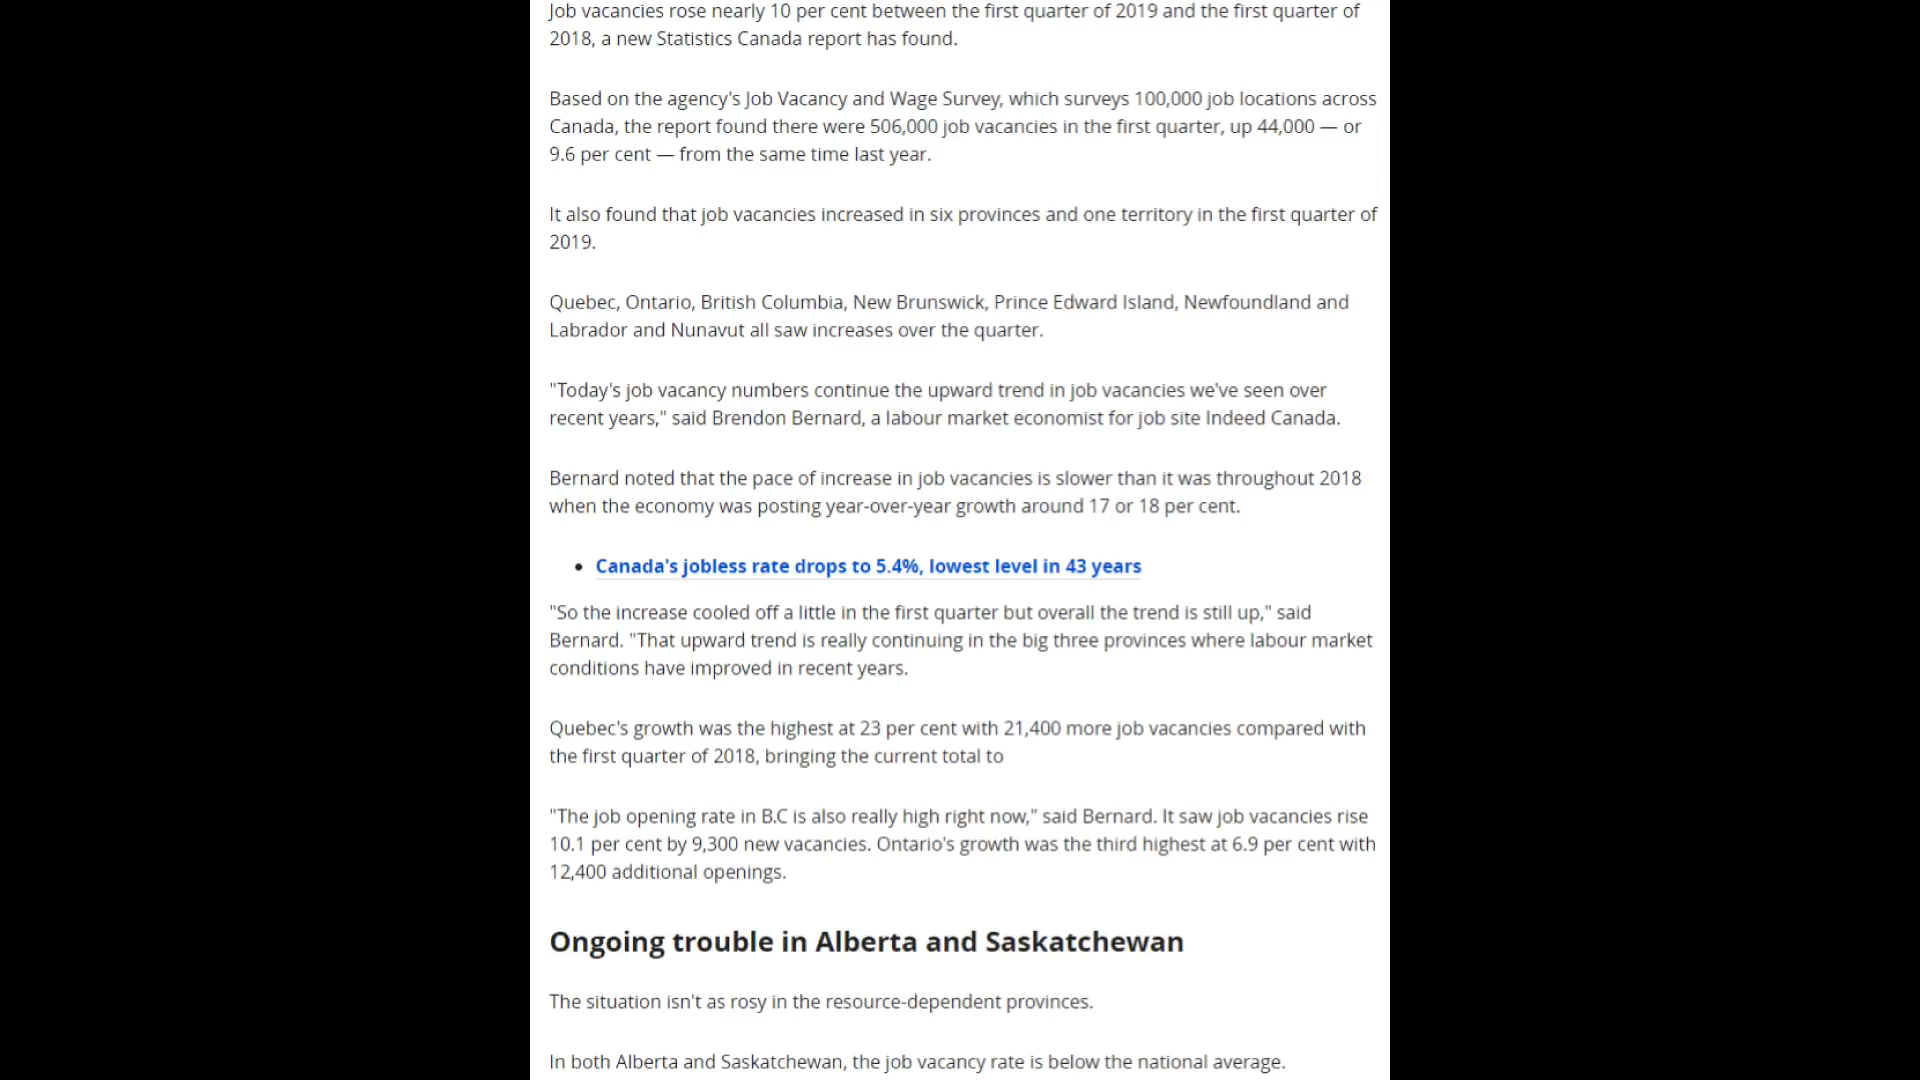 Job vacancies rose nearly 10 per cent between the first quarter of 2019 and the first quarter of
2018, a new Statistics Canada report has found.
Based on the agency's Job Vacancy and Wage Survey, which surveys 100,000 job locations across
Canada, the report found there were 506,000 job vacancies in the first quarter, up 44,000 — or
9.6 per cent — from the same time last year.
It also found that job vacancies increased in six provinces and one territory in the first quarter of
2019.
Quebec, Ontario, British Columbia, New Brunswick, Prince Edward Island, Newfoundland and
Labrador and Nunavut all saw increases over the quarter.
"Today's job vacancy numbers continue the upward trend in job vacancies we've seen over
recent years," said Brendon Bernard, a labour market economist for job site Indeed Canada.
Bernard noted that the pace of increase in job vacancies is slower than it was throughout 2018
when the economy was posting year-over-year growth around 17 or 18 per cent.
• Canada's jobless rate drops to 5.4%, lowest level in 43 years
"So the increase cooled off a little in the first quarter but overall the trend is still up," said
Bernard. "That upward trend is really continuing in the big three provinces where labour market
conditions have improved in recent years.
Quebec's growth was the highest at 23 per cent with 21,400 more job vacancies compared with
the first quarter of 2018, bringing the current total to
"The job opening rate in B.C is also really high right now," said Bernard. It saw job vacancies rise
10.1 per cent by 9,300 new vacancies. Ontario's growth was the third highest at 6.9 per cent with
12,400 additional openings.
Ongoing trouble in Alberta and Saskatchewan
The situation isn't as rosy in the resource-dependent provinces.
In both Alberta and Saskatchewan, the job vacancy rate is below the national average.